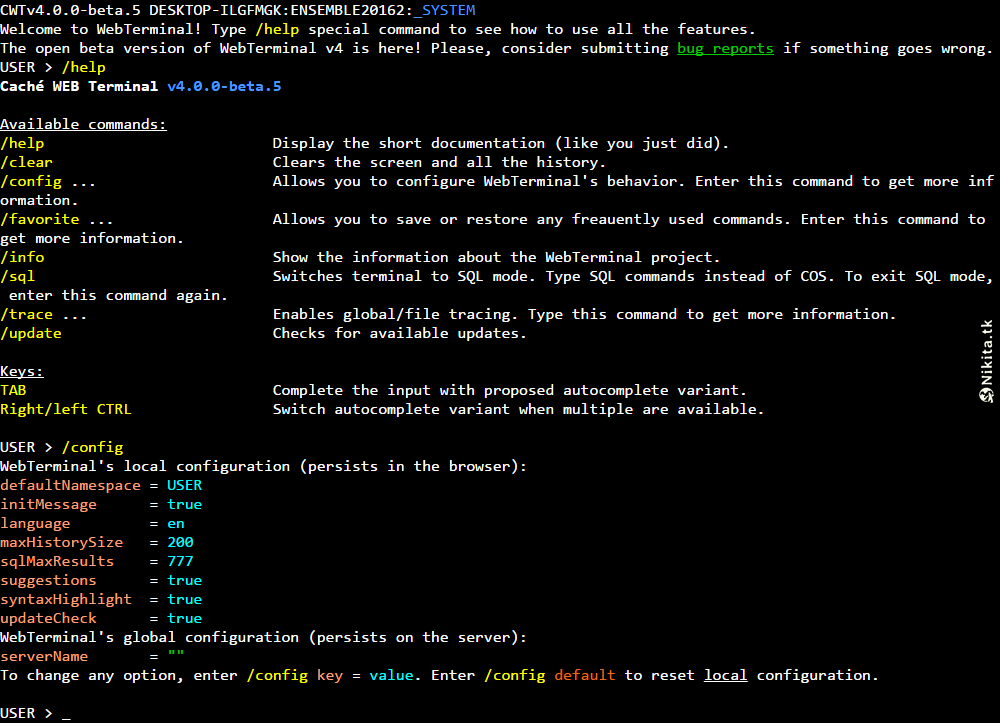 CWTv4.0.0-beta.5 DESKTOP-ILGFMGK:ENSEMBLE20162:_SYSTEM
Welcome to WebTerminal! Type /help special command to see how to use all the features.
The open beta version of WebTerminal v4 is here! Please, consider submitting bug reports if something goes wrong.
USER > /help
Caché WEB Terminal v4.0.0-beta.5
Available commands:
/help Display the short documentation (like you just did).
/clear Clears the screen and all the history.
/config ... Allows you to configure WebTerminal's behavior. Enter this command to get more inf
ormation.
/favorite ... Allows you to save or restore any freauently used commands. Enter this command to
get more information.
/info Show the information about the WebTerminal project.
/sql Switches terminal to SQL mode. Type SQL commands instead of COS. To exit SQL mode,
enter this command again.
/trace ... Enables global/file tracing. Type this command to get more information.
/update Checks for available updates.
Keys:
TAB Complete the input with proposed autocomplete variant.
Right/left CTRL Switch autocomplete variant when multiple are available.
USER > /config
WebTerminal's local configuration (persists in the browser):
defaultNamespace = USER
initMessage = true
language = en
maxHistorySize = 200
sqlMaxResults = 777
suggestions = true
syntaxHighlight = true
updateCheck = true
WebTerminal's global configuration (persists on the server):
serverName = ""
To change any option, enter /config key = value. Enter /config default to reset local configuration.
USER > _
Nikita.tk